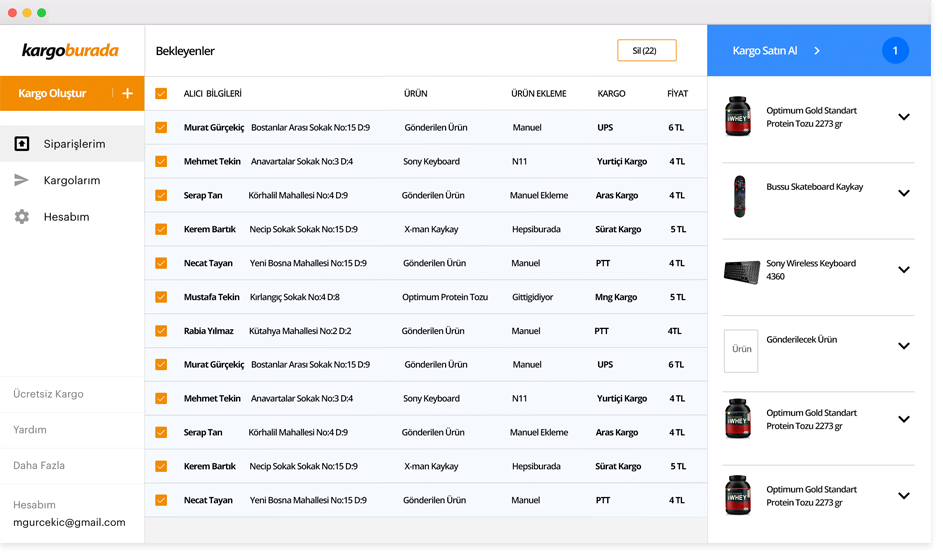 kargoburada
Bekleyenler
Sil (22)
Kargo Satın Al
1
Kargo Oluştur
Siparişlerim
Kargolarım
Hesabım
Ücretsiz Kargo
Yardım
Daha Fazla
Hesabım
mgurcekic@gmail.com
ALICI BİLGİLERİ ÜRÜN ÜRÜN EKLEME KARGO FİYAT
Murat Gürçekiç Bostanlar Arası Sokak No:15 D:9 Gönderilen Ürün Manuel UPS 6 TL
Mehmet Tekin Anavartalar Sokak No:3 D:4 Sony Keyboard N11 Yurtiçi Kargo 4 TL
Serap Tan Körhalil Mahallesi No:4 D:9 Gönderilen Ürün Manuel Ekleme Aras Kargo 4 TL
Kerem Bartık Necip Sokak Sokak No:15 D:9 X-man Kaykay Hepsiburada Sürat Kargo 5 TL
Necat Tayan Yeni Bosna Mahallesi No:15 D:9 Gönderilen Ürün Manuel PTT 4 TL
Mustafa Tekin Kırlangıç Sokak No:4 D:8 Optimum Protein Tozu Gittigidiyor Mng Kargo 5 TL
Rabia Yılmaz Kütahya Mahallesi No:2 D:2 Gönderilen Ürün Manuel PTT 4TL
Murat Gürçekiç Bostanlar Arası Sokak No:15 D:9 Gönderilen Ürün Manuel UPS 6 TL
Mehmet Tekin Anavartalar Sokak No:3 D:4 Sony Keyboard N11 Yurtiçi Kargo 4 TL
Serap Tan Körhalil Mahallesi No:4 D:9 Gönderilen Ürün Manuel Ekleme Aras Kargo 4 TL
Kerem Bartık Necip Sokak Sokak No:15 D:9 X-man Kaykay Hepsiburada Sürat Kargo 5 TL
Necat Tayan Yeni Bosna Mahallesi No:15 D:9 Gönderilen Ürün Manuel PTT 4 TL
WHEY
Optimum Gold Standart
Protein Tozu 2273 gr
Bussu Skateboard Kaykay
Sony Wireless Keyboard
4360
Ürün
Gönderilecek Ürün
WHEY
Optimum Gold Standart
Protein Tozu 2273 gr
WHEY
Optimum Gold Standart
Protein Tozu 2273 gr